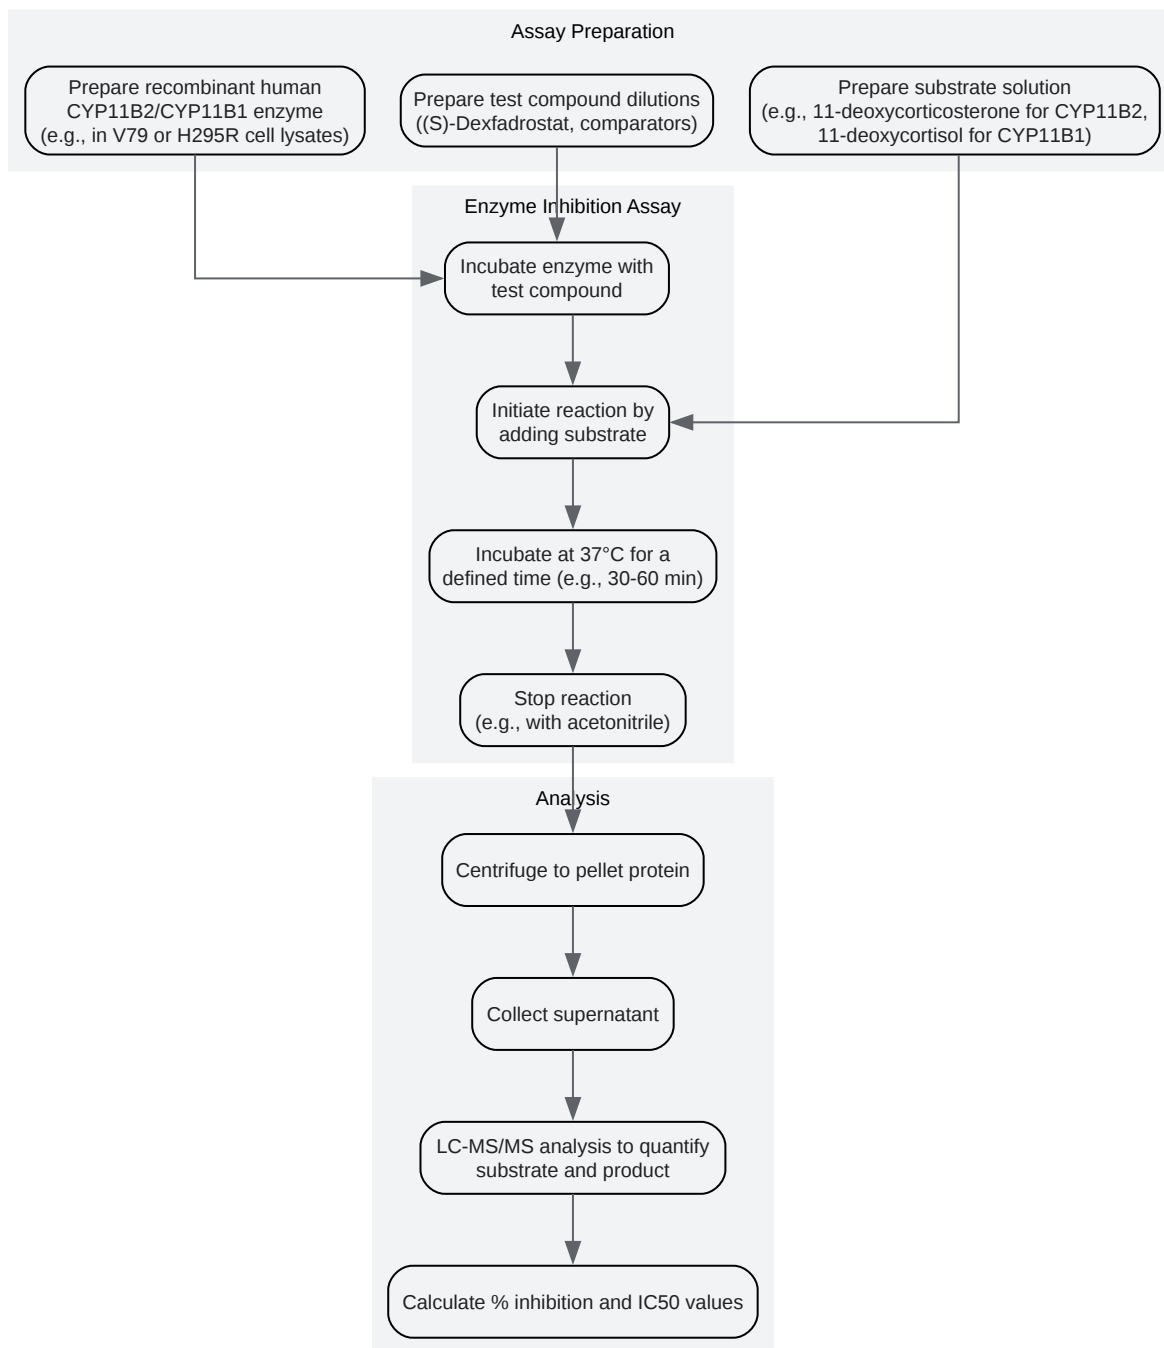 Assay Preparation
Prepare recombinant human
CYP11B2/CYP11B1 enzyme
(e.g., in V79 or H295R cell lysates)
Prepare test compound dilutions
((S)-Dexfadrostat, comparators)
Prepare substrate solution
(e.g., 11-deoxycorticosterone for CYP11B2,
11-deoxycortisol for CYP11B1)
Enzyme Inhibition Assay
Incubate enzyme with
test compound
Initiate reaction by
adding substrate
Incubate at 37°C for a
defined time (e.g., 30-60 min)
Stop reaction
(e.g., with acetonitrile)
Analysis
Centrifuge to pellet protein
Collect supernatant
LC-MS/MS analysis to quantify
substrate and product
Calculate % inhibition and IC50 values